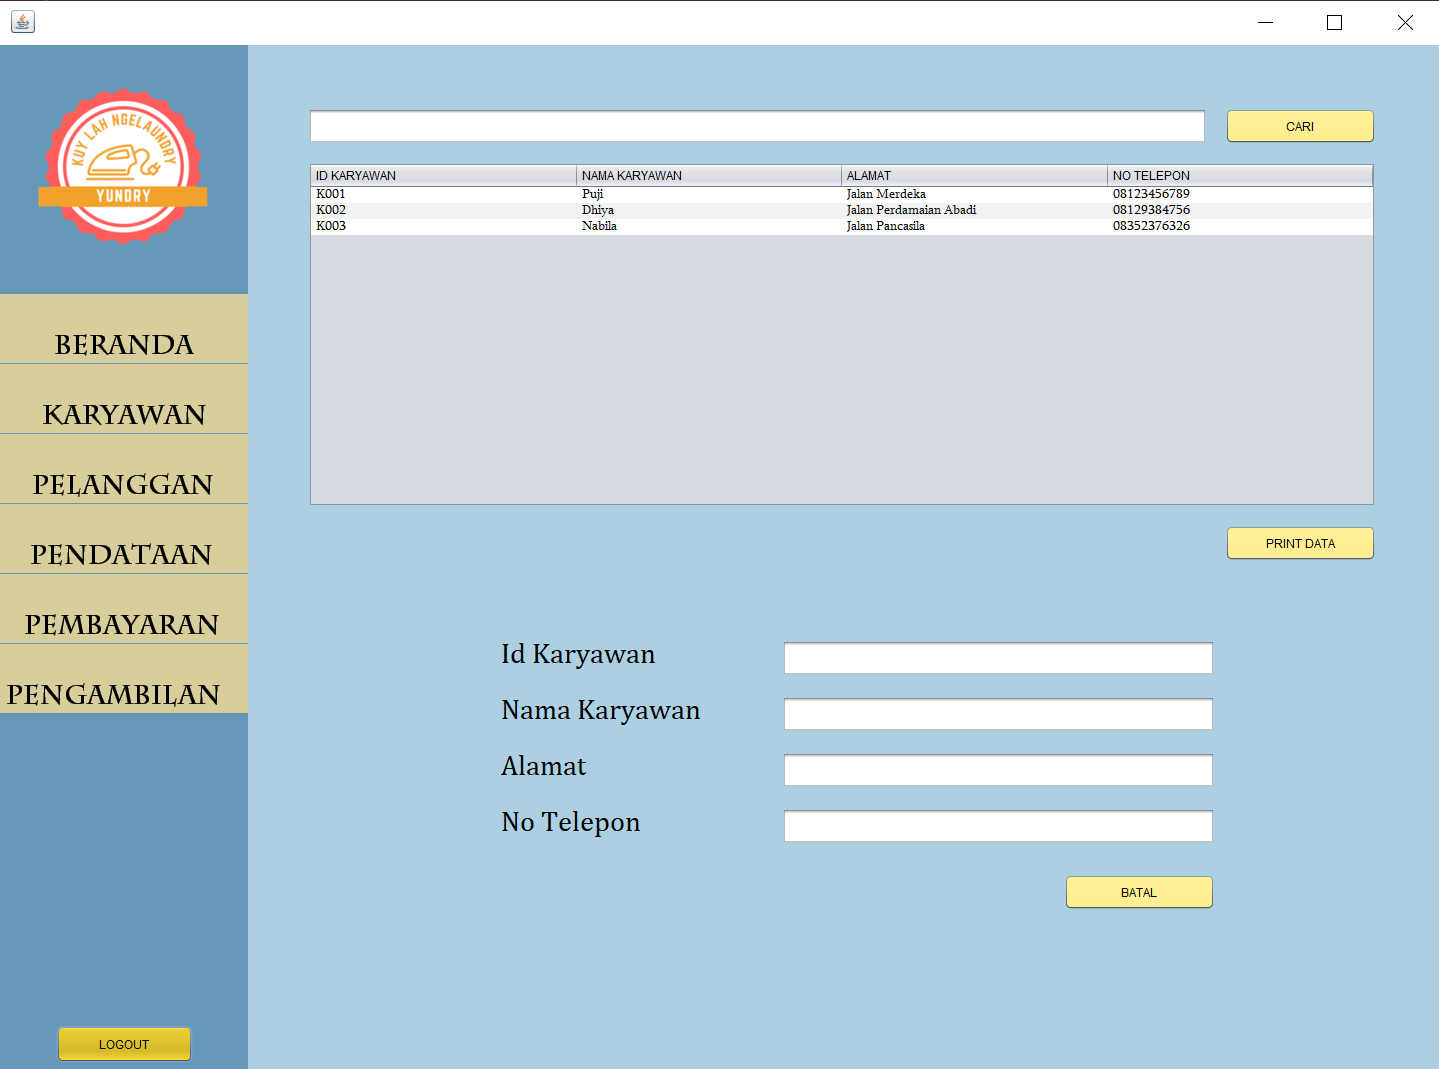 KUY LAH NGELAUNDRY
YUNDRY
BERANDA
KARYAWAN
PELANGGAN
PENDATAAN
PEMBAYARAN
PENGAMBILAN
LOGOUT
CARI
ID KARYAWAN NAMA KARYAWAN ALAMAT NO TELEPON
K001 Puji Jalan Merdeka 08123456789
K002 Dhiya Jalan Perdamaian Abadi 08129384756
K003 Nabila Jalan Pancasila 08352376326
PRINT DATA
Id Karyawan
Nama Karyawan
Alamat
No Telepon
BATAL